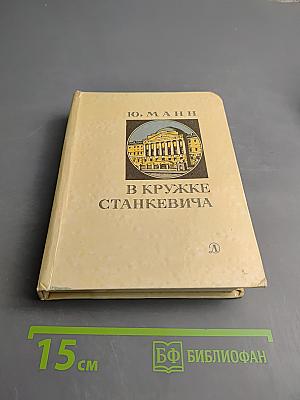 Ю. МАНН
В КРУЖКЕ
СТАНКЕВИЧА
Д
15 см
БФ БИБЛИОФАН